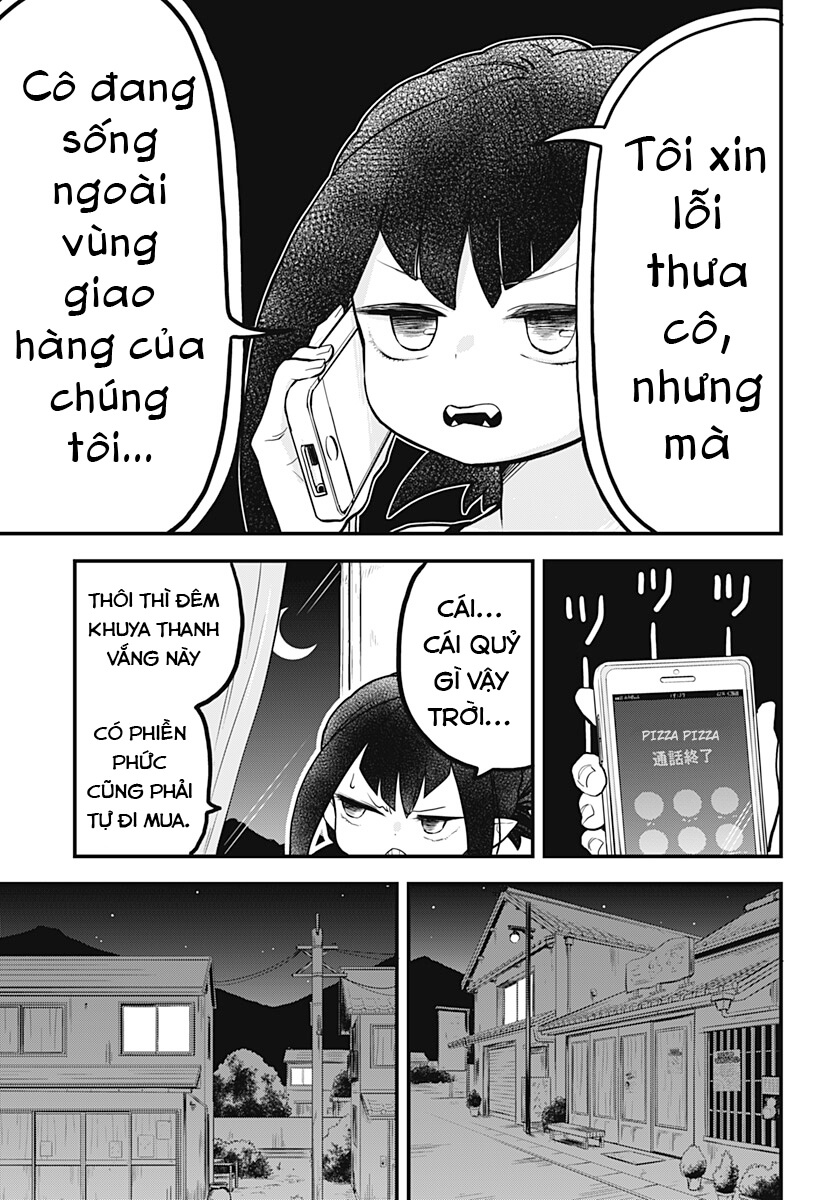 Tôi xin
lỗi
thưa
cô,
nhưng
mà
Cô đang
sống
ngoài
vùng
giao
hàng của
chúng
tôi...
ツ
ツ
ツ
PIZZA PIZZA
通話終了
CÁI...
CÁI QUỶ
GÌ VẬY
TRỜI...
THÔI THÌ ĐÊM
KHUYA THANH
VẮNG NÀY
CÓ PHIỀN
PHỨC
CŨNG PHẢI
TỰ ĐI MUA.